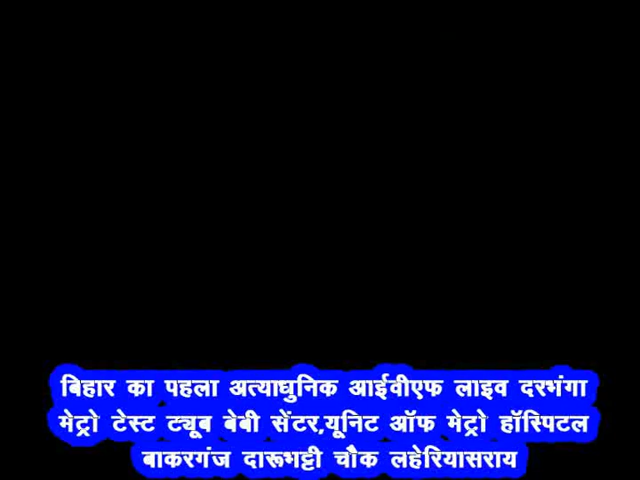 बिहार का पहला अत्याधुनिक आईवीएफ लाइव दरभंगा
मेट्रो टेस्ट ट्यूब बेबी सेंटर,यूनिट ऑफ मेट्रो हॉस्पिटल
बाकरगंज दारूभट्टी चौक लहेरियासराय